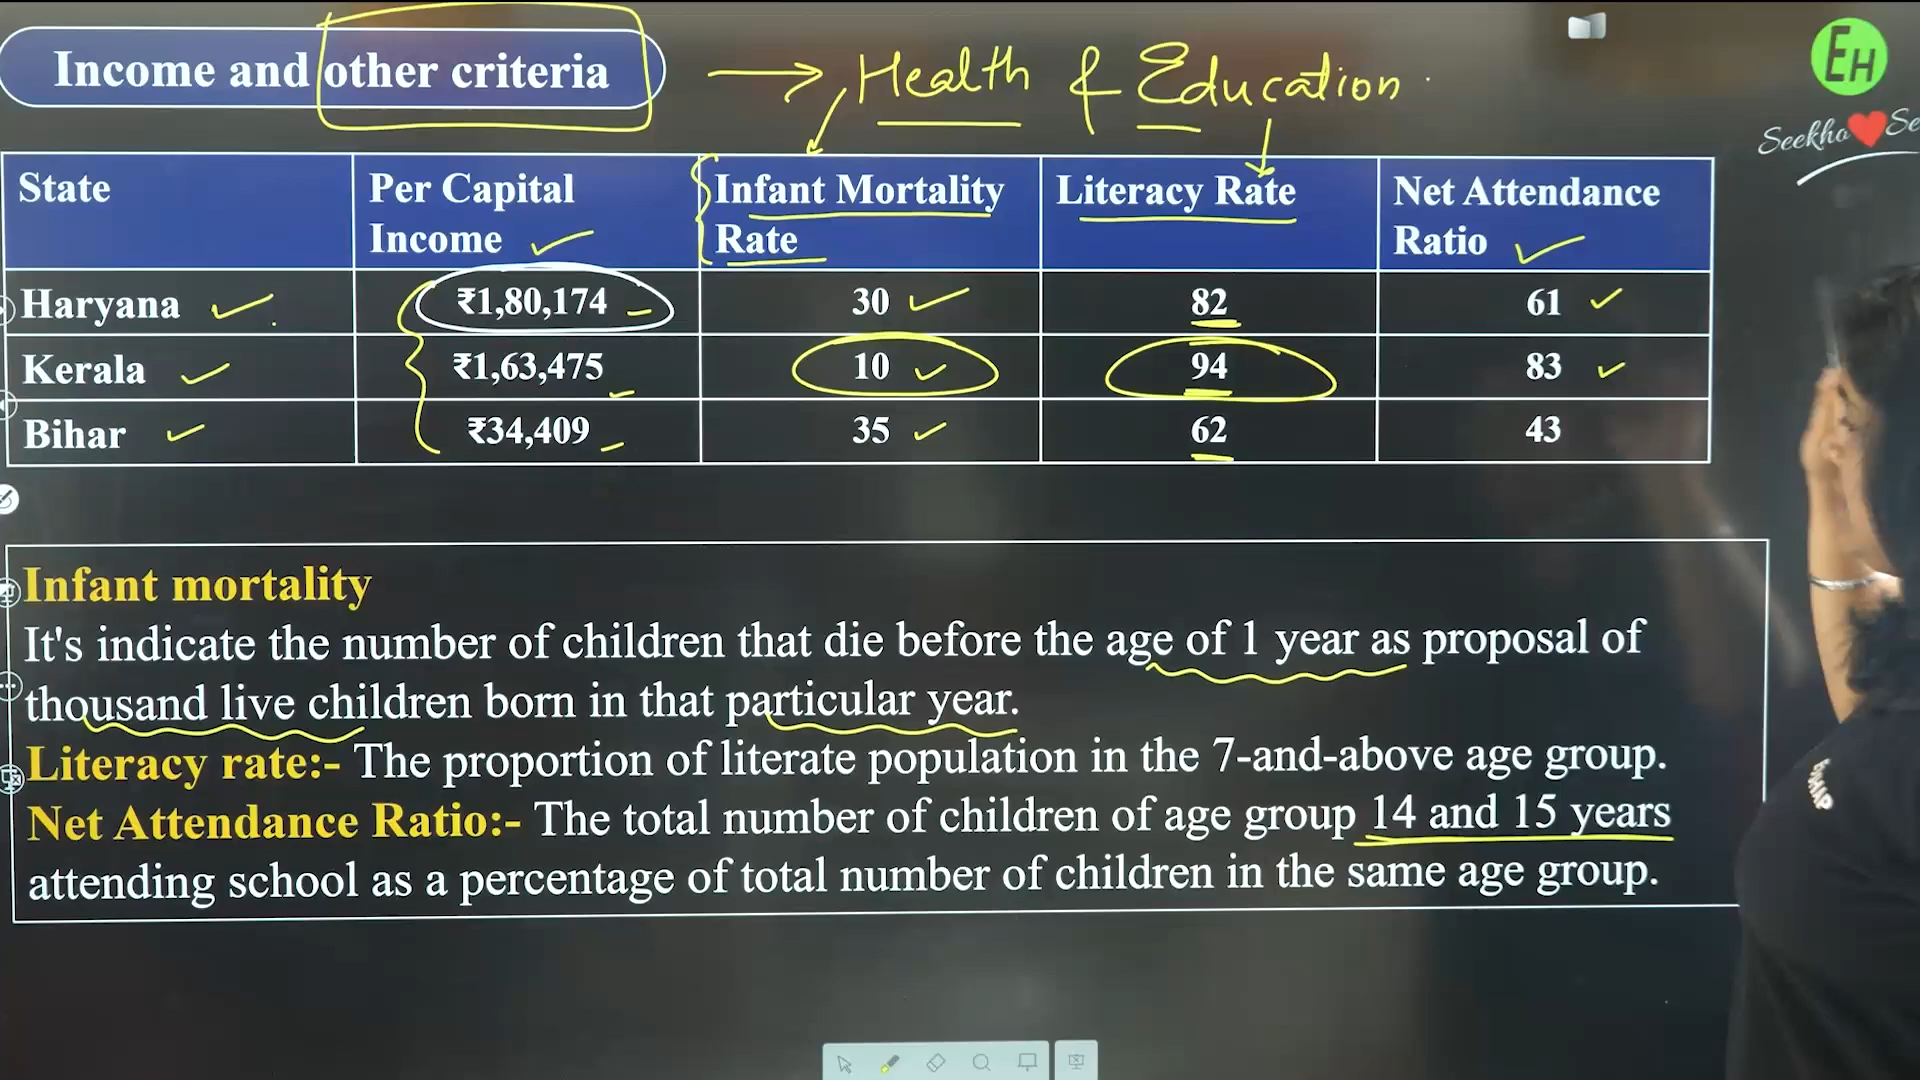 Income and other criteria → Health & Education
EH
Seekho Se
State Per Capital Income Infant Mortality Rate Literacy Rate Net Attendance Ratio
Haryana ₹1,80,174 30 82 61
Kerala ₹1,63,475 10 94 83
Bihar ₹34,409 35 62 43
Infant mortality
It's indicate the number of children that die before the age of 1 year as proposal of
thousand live children born in that particular year.
Literacy rate:- The proportion of literate population in the 7-and-above age group.
Net Attendance Ratio:- The total number of children of age group 14 and 15 years
attending school as a percentage of total number of children in the same age group.